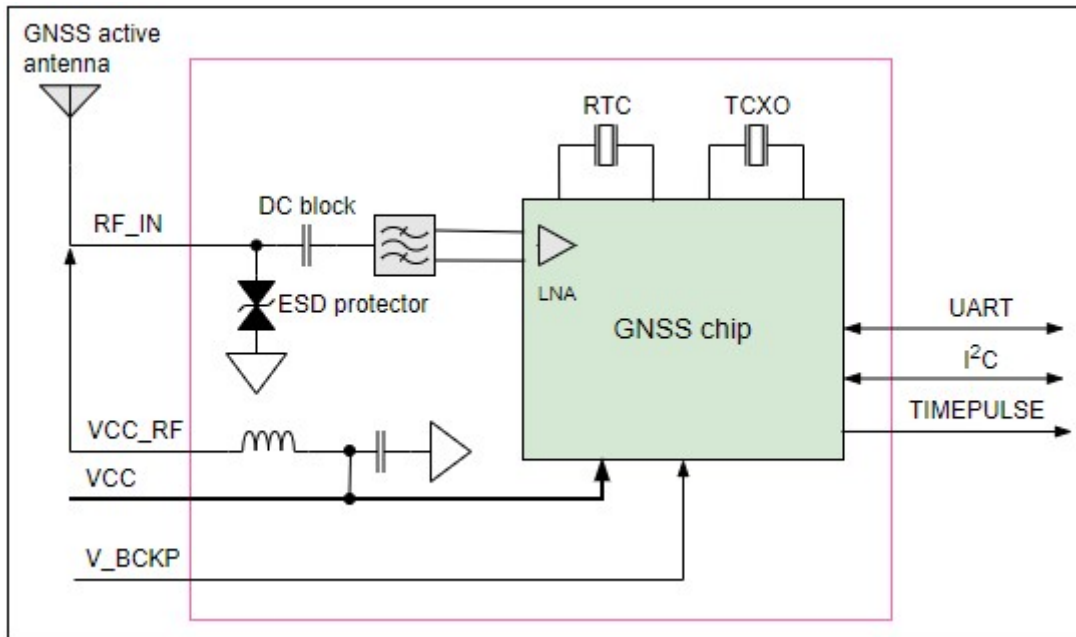 GNSS active
antenna
RTC
TCXO
DC block
RF_IN
LNA
ESD protector
GNSS chip
UART
I²C
TIMEPULSE
VCC_RF
VCC
V_BCKP